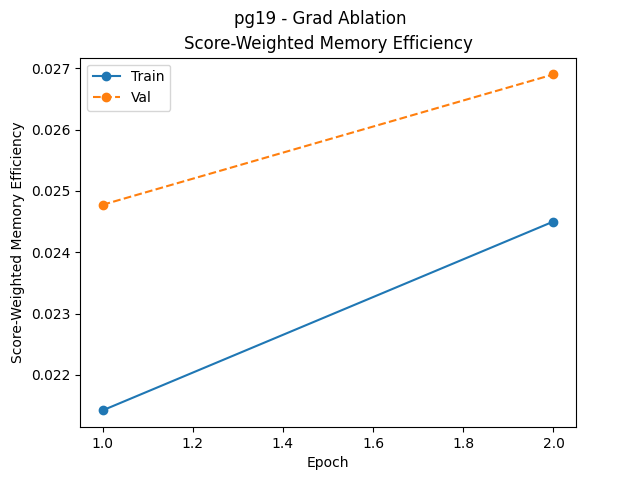 pg19 - Grad Ablation
Score-Weighted Memory Efficiency
Train
Val
0.027
0.026
0.025
0.024
0.023
0.022
Score-Weighted Memory Efficiency
1.0 1.2 1.4 1.6 1.8 2.0
Epoch